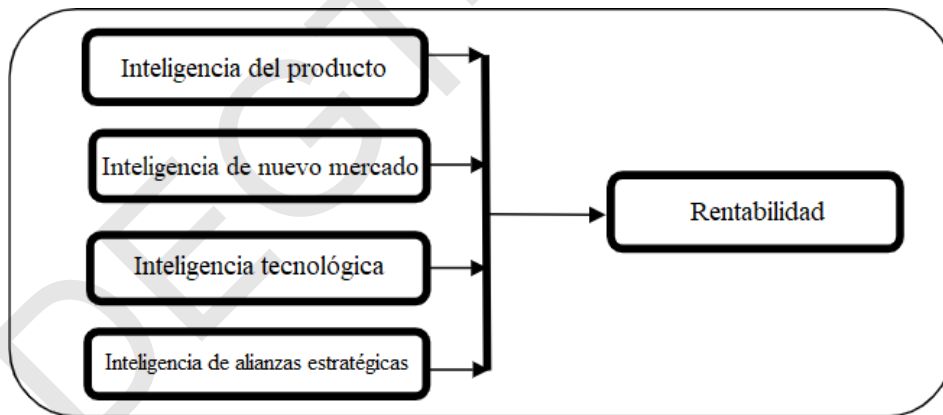 Inteligencia del producto
Inteligencia de nuevo mercado
Inteligencia tecnológica
Inteligencia de alianzas estratégicas
Rentabilidad